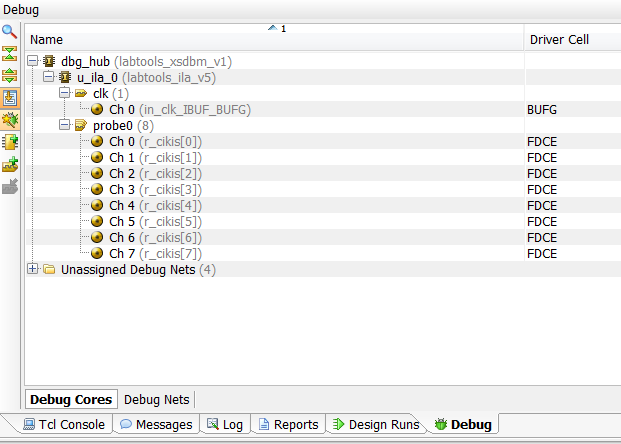 Debug
Name 1 Driver Cell
dbg_hub (labtools_xsdbm_v1)
u_ila_0 (labtools_ila_v5)
clk (1)
Ch 0 (in_clk_IBUF_BUFG) BUFG
probe0 (8)
Ch 0 (r_cikis[0]) FDCE
Ch 1 (r_cikis[1]) FDCE
Ch 2 (r_cikis[2]) FDCE
Ch 3 (r_cikis[3]) FDCE
Ch 4 (r_cikis[4]) FDCE
Ch 5 (r_cikis[5]) FDCE
Ch 6 (r_cikis[6]) FDCE
Ch 7 (r_cikis[7]) FDCE
Unassigned Debug Nets (4)
Debug Cores Debug Nets
Tcl Console Messages Log Reports Design Runs Debug